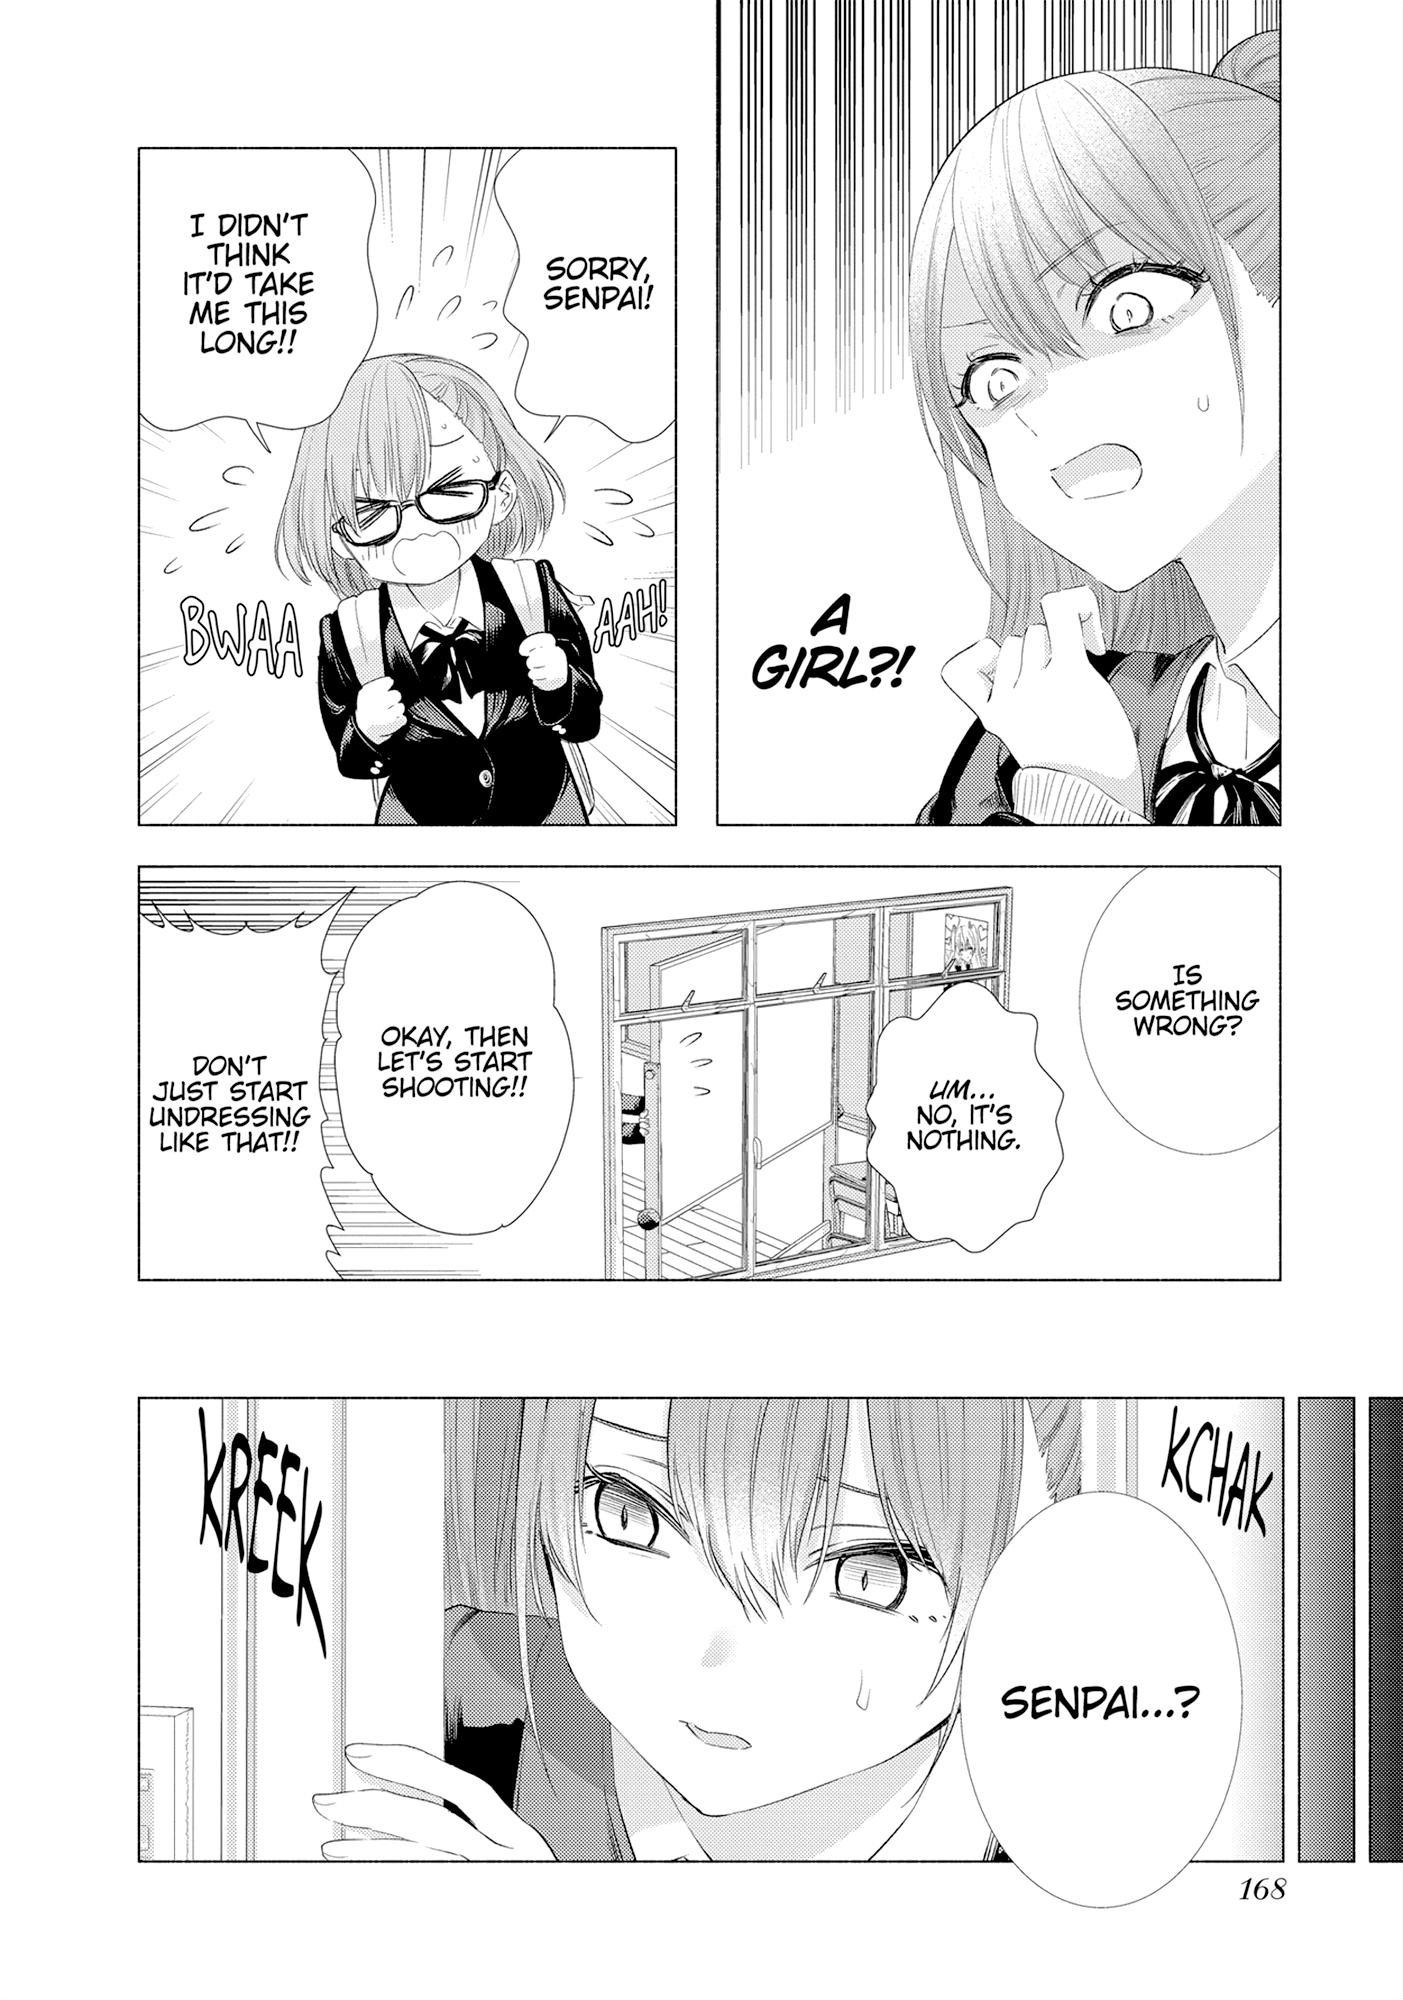 A
GIRL?!
SORRY,
SENPAI!
I DIDN'T
THINK
IT'D TAKE
ME THIS
LONG!!
BWAA
AAH!
IS
SOMETHING
WRONG?
UM...
NO, IT'S
NOTHING.
OKAY, THEN
LET'S START
SHOOTING!!
DON'T
JUST START
UNDRESSING
LIKE THAT!!
KCHAK
SENPAI...?
KREEK
168